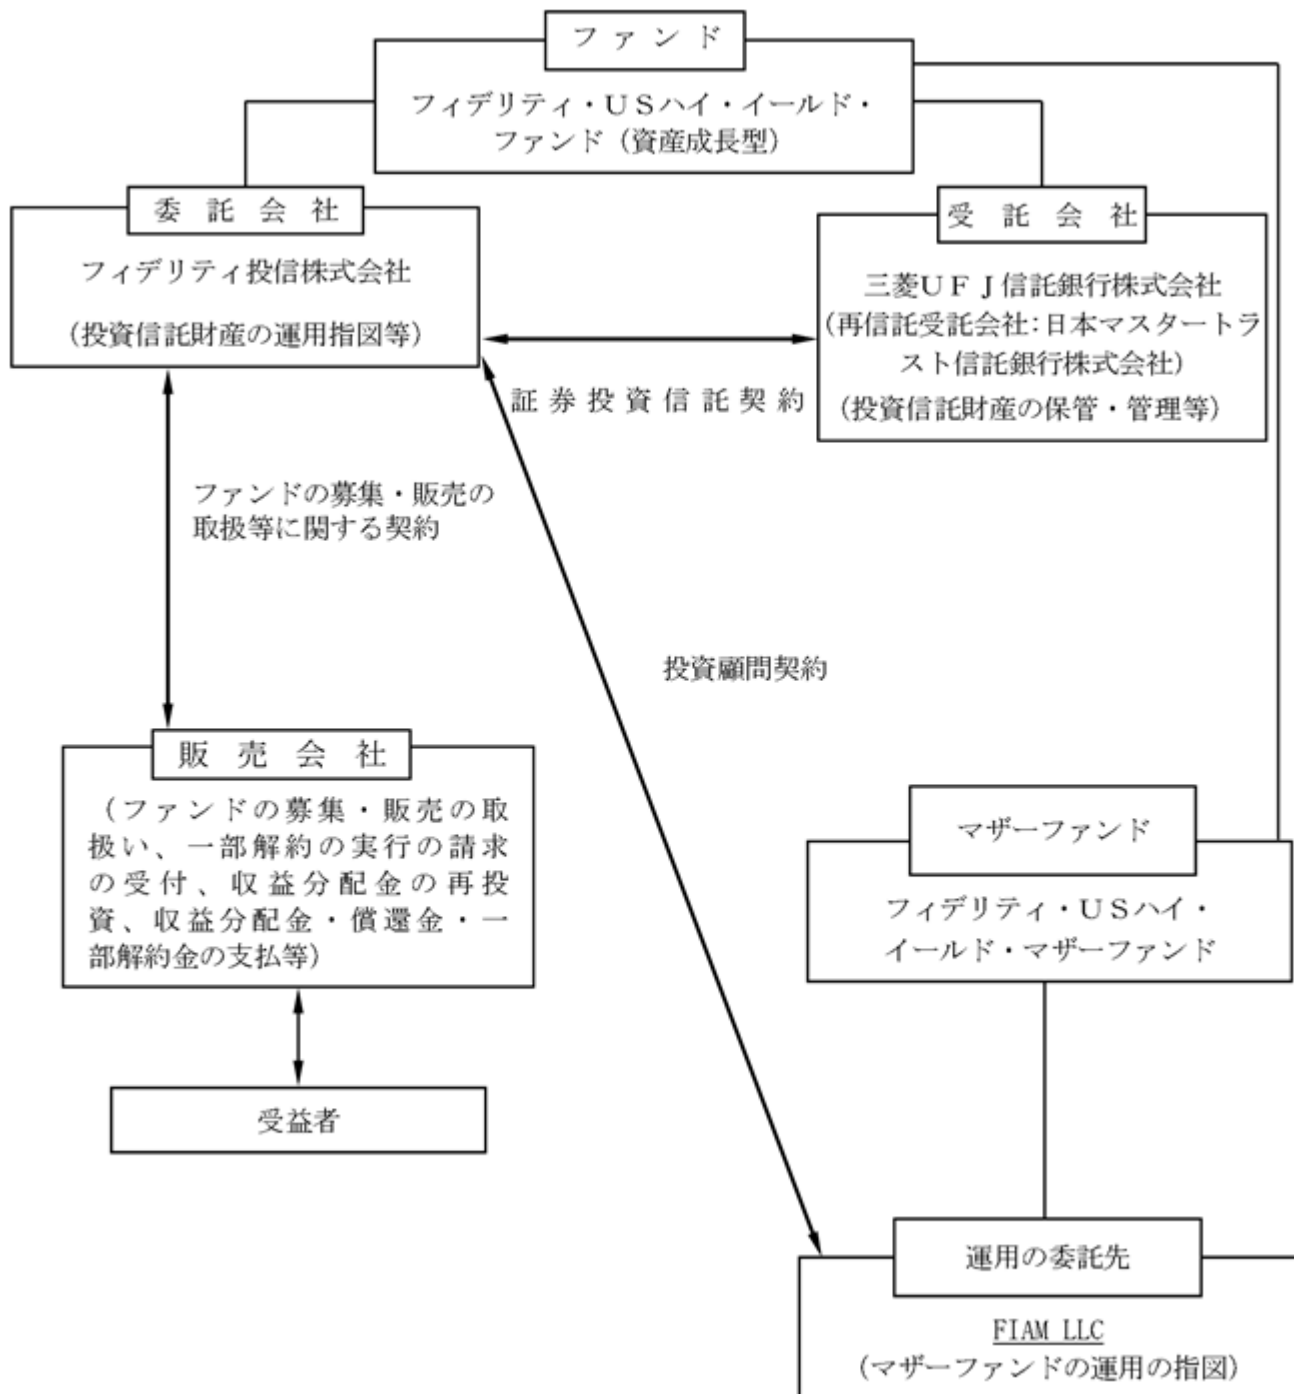 ファンド
フィデリティ・ＵＳハイ・イールド・
ファンド（資産成長型）
委託会社
フィデリティ投信株式会社
（投資信託財産の運用指図等）
受託会社
三菱ＵＦＪ信託銀行株式会社
（再信託受託会社：日本マスタートラ
スト信託銀行株式会社）
（投資信託財産の保管・管理等）
証券投資信託契約
ファンドの募集・販売の
取扱等に関する契約
投資顧問契約
販売会社
（ファンドの募集・販売の取
扱い、一部解約の実行の請求
の受付、収益分配金の再投
資、収益分配金・償還金・一
部解約金の支払等）
受益者
マザーファンド
フィデリティ・ＵＳハイ・
イールド・マザーファンド
運用の委託先
FIAM LLC
（マザーファンドの運用の指図）